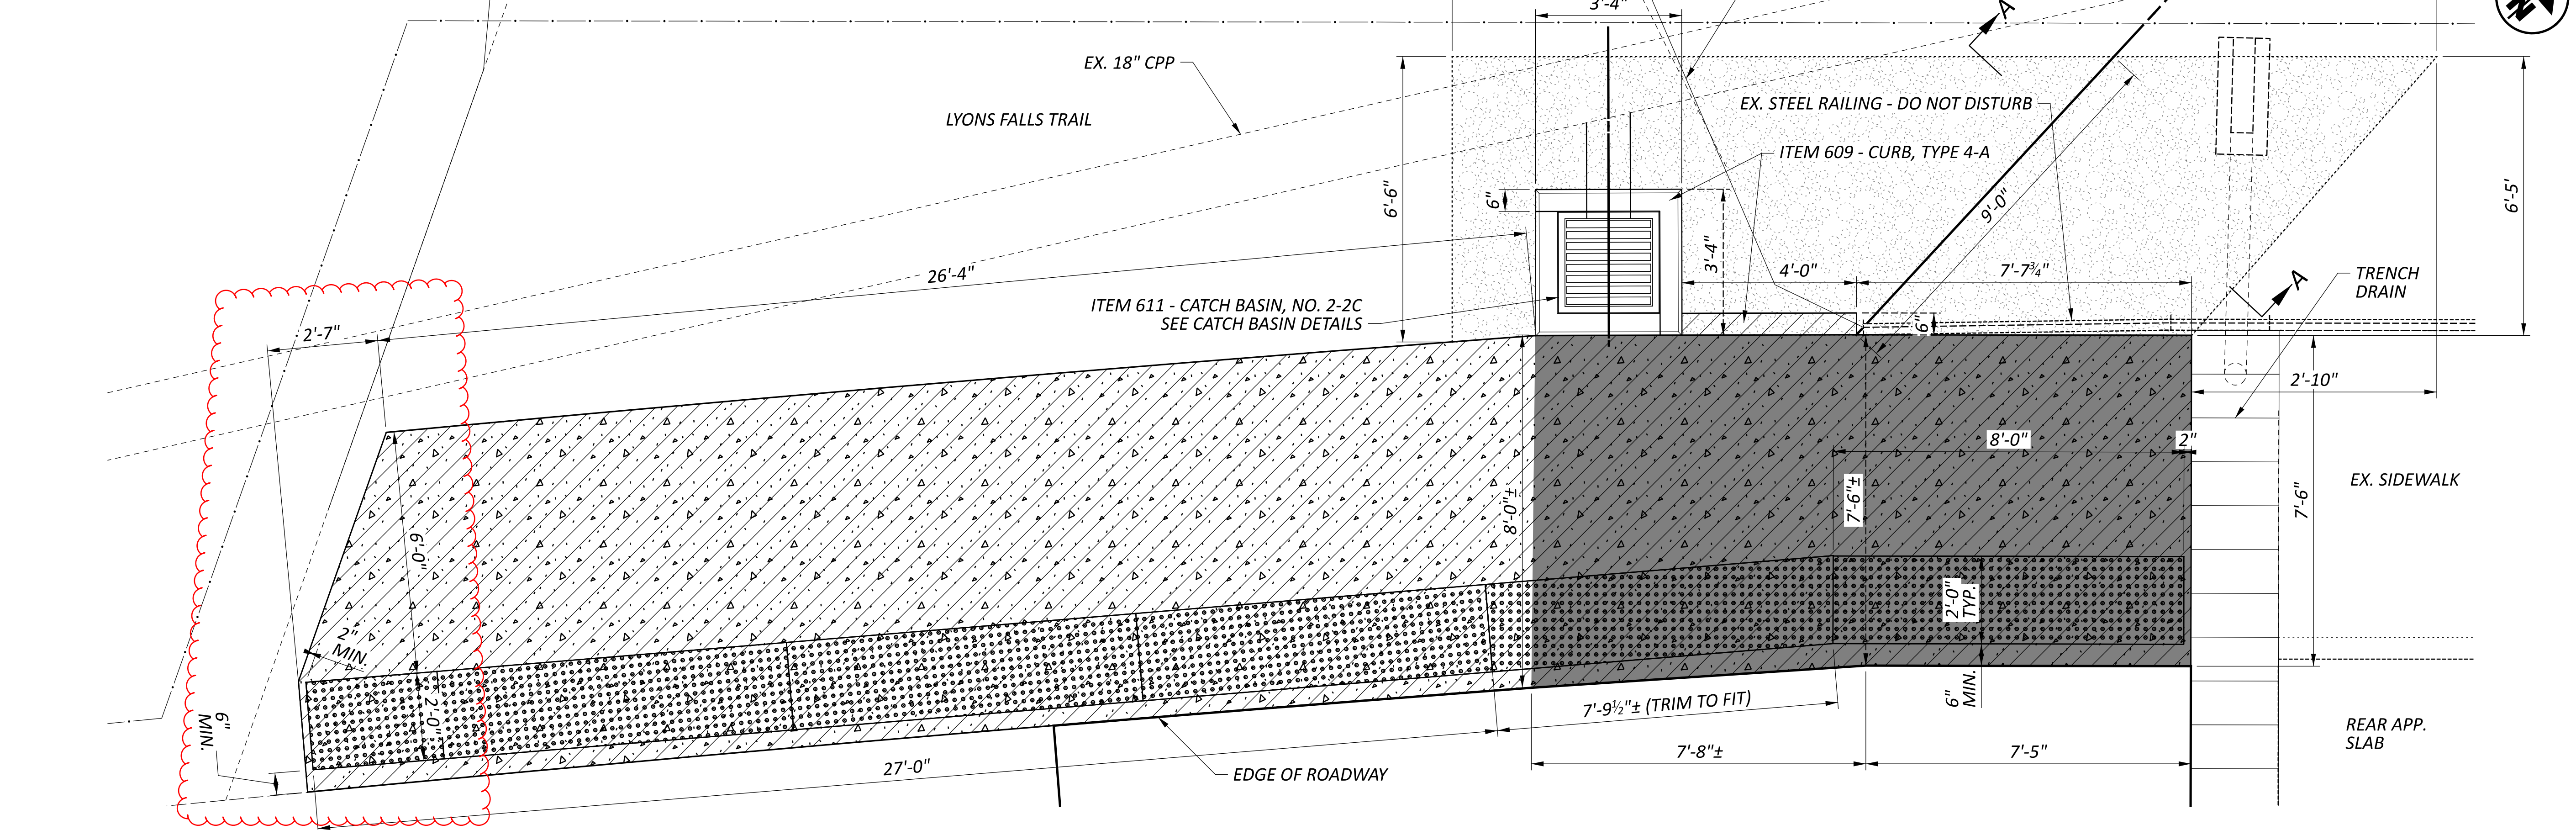 3'-4"
A
N
EX. 18" CPP
LYONS FALLS TRAIL
EX. STEEL RAILING - DO NOT DISTURB
ITEM 609 - CURB, TYPE 4-A
6'-6"
6"
9'-0"
6'-5'
3'-4"
26'-4"
4'-0"
7'-7¾"
A
TRENCH
DRAIN
ITEM 611 - CATCH BASIN, NO. 2-2C
SEE CATCH BASIN DETAILS
6"
2'-7"
2'-10"
8'-0"
2"
8'-0"±
7'-6"±
7'-6"
EX. SIDEWALK
6'-0"
2'-0"
TYP.
2"
MIN.
2'-0"
6"
MIN.
6"
MIN.
7'-9½"± (TRIM TO FIT)
REAR APP.
SLAB
7'-8"±
7'-5"
27'-0"
EDGE OF ROADWAY